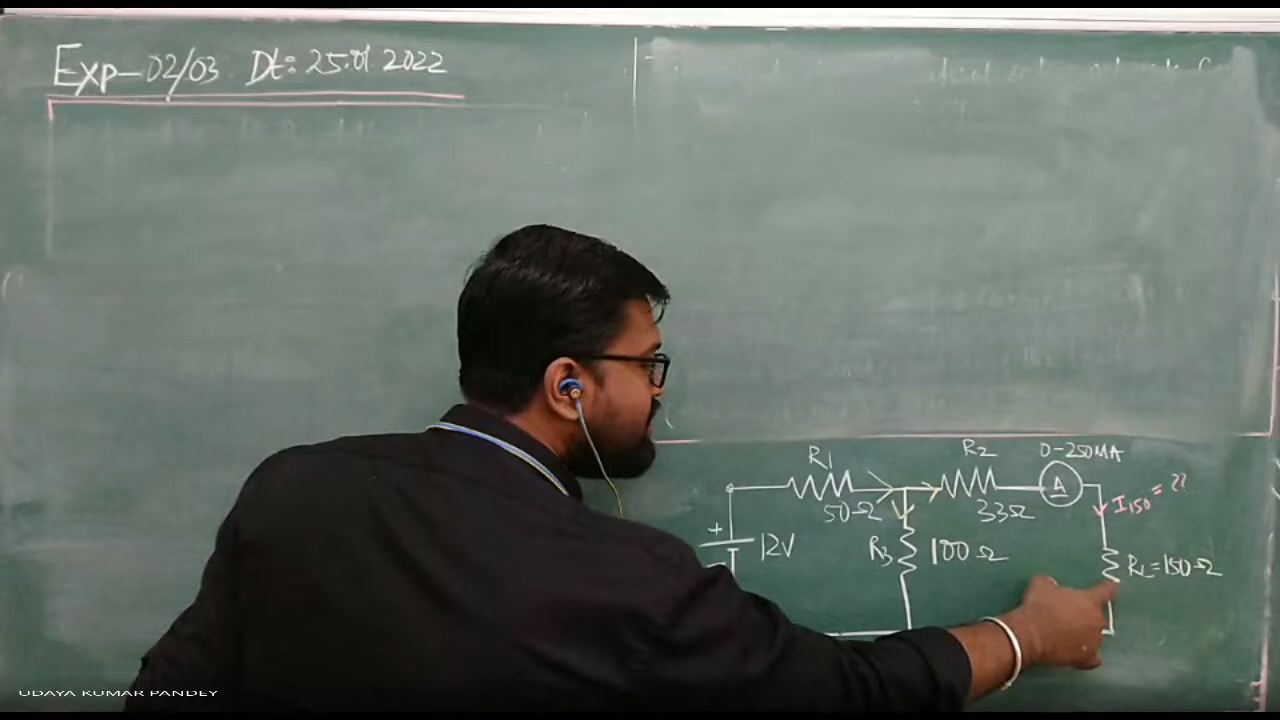 Exp-02/03 Dt: 25.01.2022
R1
R2
0-250MA
A
I150 = ??
50Ω
33Ω
+
12V
R3
100Ω
RL=150Ω
UDAYA KUMAR PANDEY